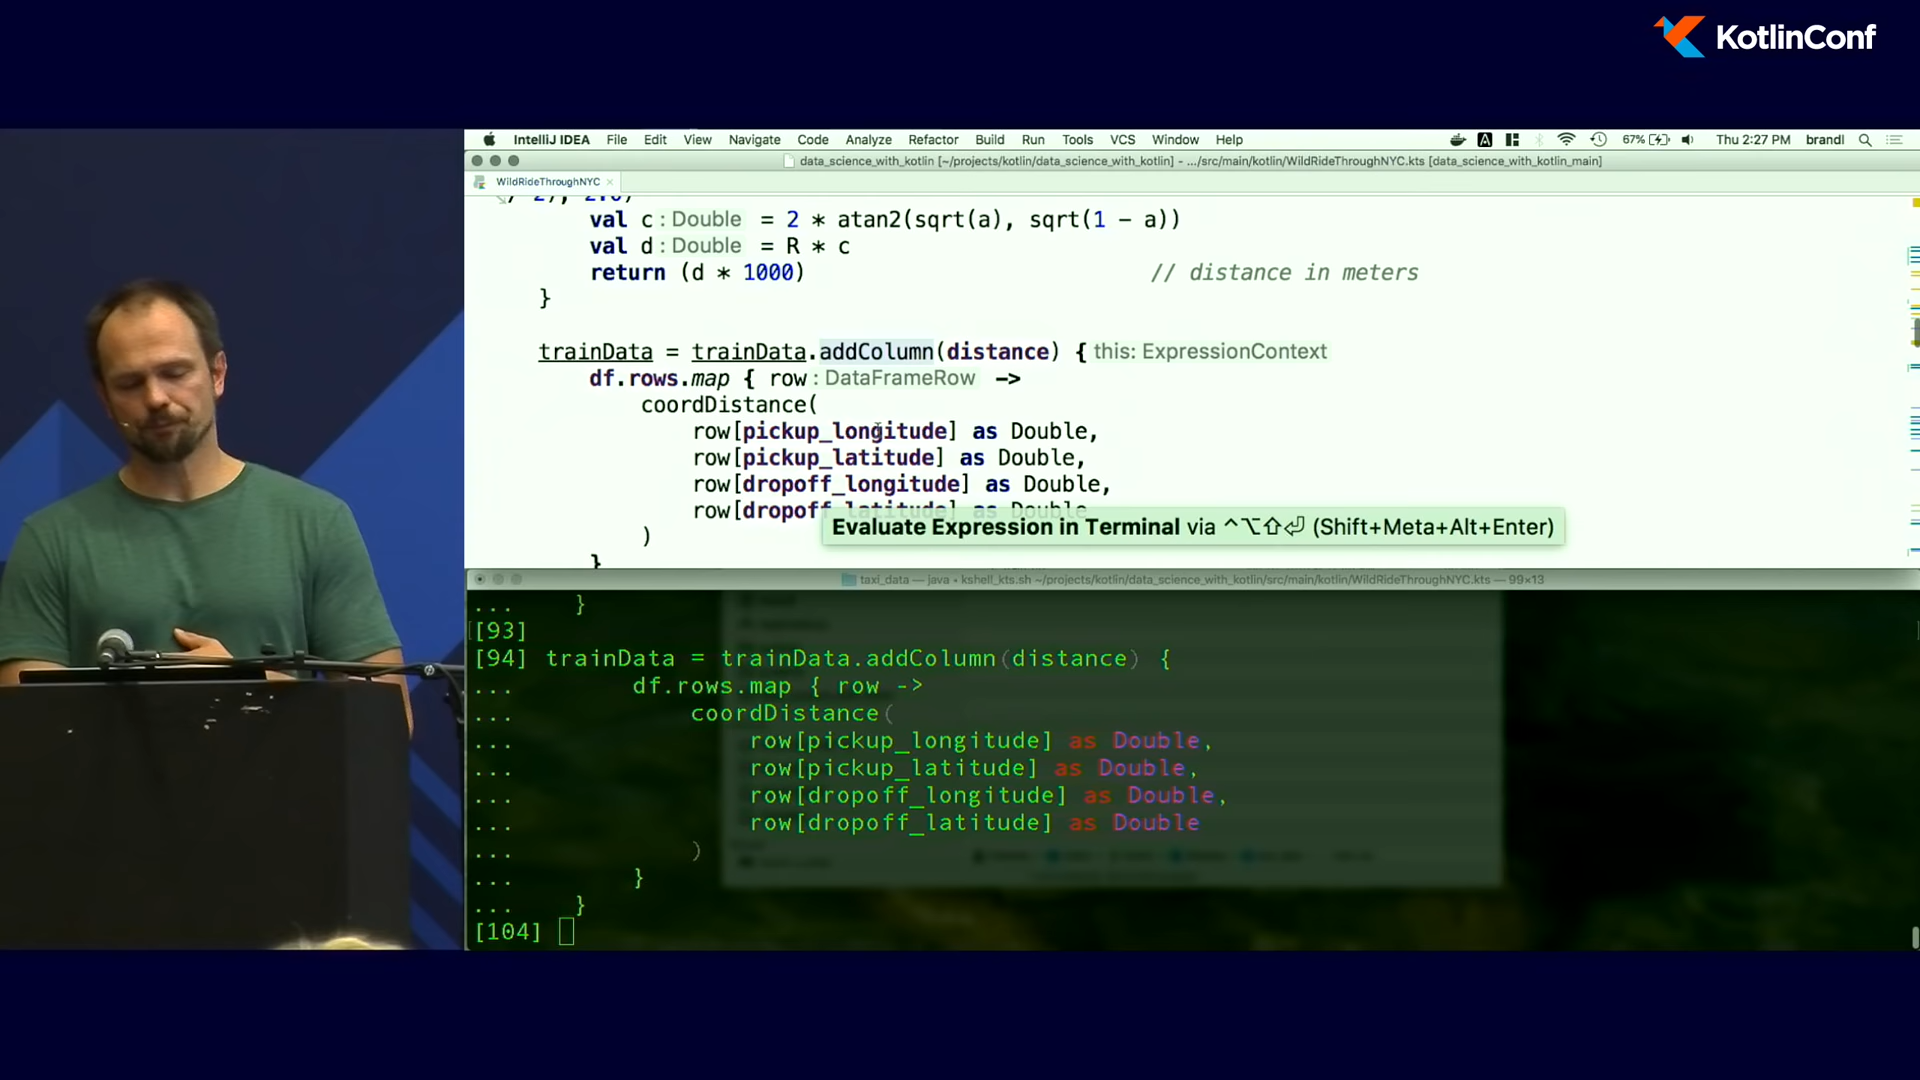 KotlinConf
IntelliJ IDEA File Edit View Navigate Code Analyze Refactor Build Run Tools VCS Window Help 67% Thu 2:27 PM brandl
data_science_with_kotlin [~/projects/kotlin/data_science_with_kotlin] - .../src/main/kotlin/WildRideThroughNYC.kts [data_science_with_kotlin_main]
WildRideThroughNYC
val c: Double = 2 * atan2(sqrt(a), sqrt(1 - a))
val d: Double = R * c
return (d * 1000) // distance in meters
}
trainData = trainData.addColumn(distance) { this: ExpressionContext
df.rows.map { row: DataFrameRow ->
coordDistance(
row[pickup_longitude] as Double,
row[pickup_latitude] as Double,
row[dropoff_longitude] as Double,
row[dropoff_latitude] as Double
Evaluate Expression in Terminal via ^⌥⇧⏎ (Shift+Meta+Alt+Enter)
)
}
taxi_data — java • kshell_kts.sh ~/projects/kotlin/data_science_with_kotlin/src/main/kotlin/WildRideThroughNYC.kts — 99×13
... }
[93]
[94] trainData = trainData.addColumn(distance) {
... df.rows.map { row ->
... coordDistance(
... row[pickup_longitude] as Double,
... row[pickup_latitude] as Double,
... row[dropoff_longitude] as Double,
... row[dropoff_latitude] as Double
... )
... }
... }
[104]